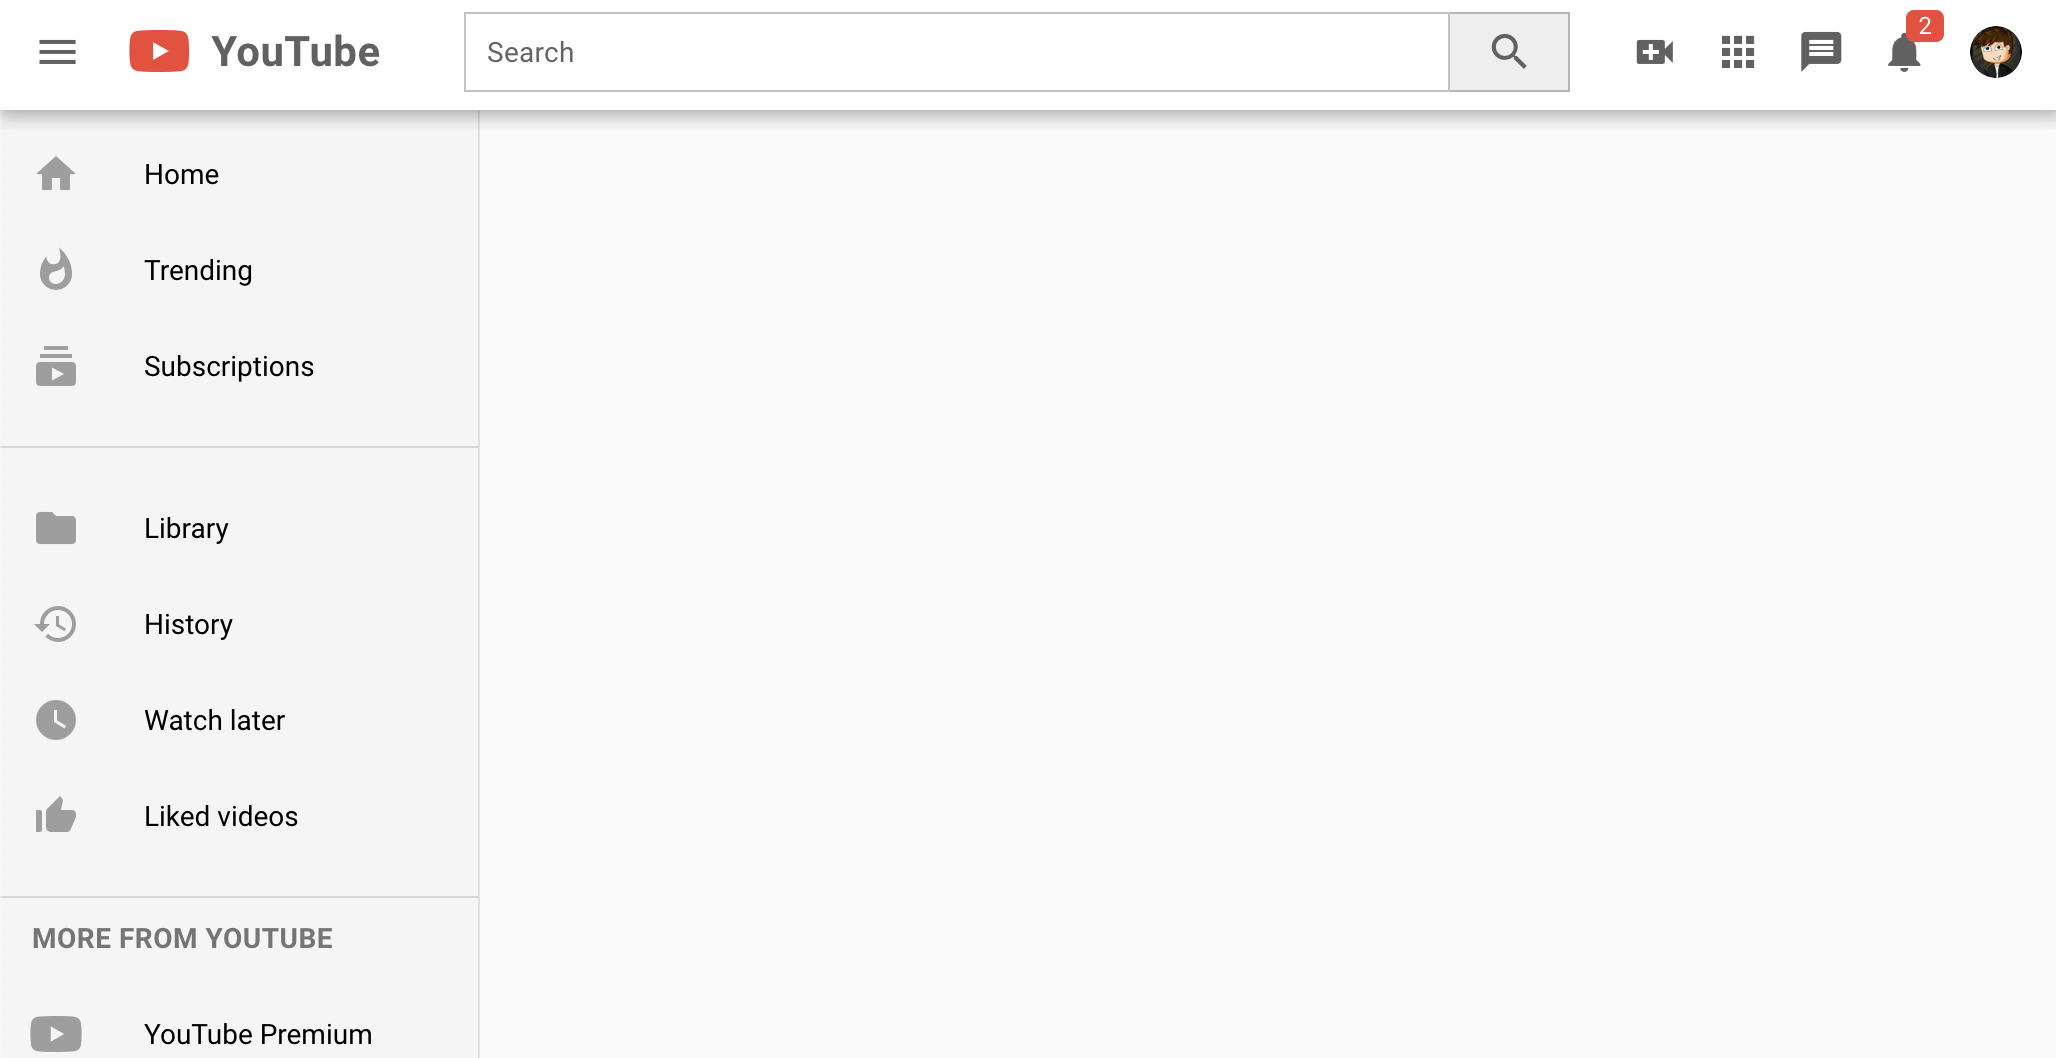 YouTube
Search
2
Home
Trending
Subscriptions
Library
History
Watch later
Liked videos
MORE FROM YOUTUBE
YouTube Premium